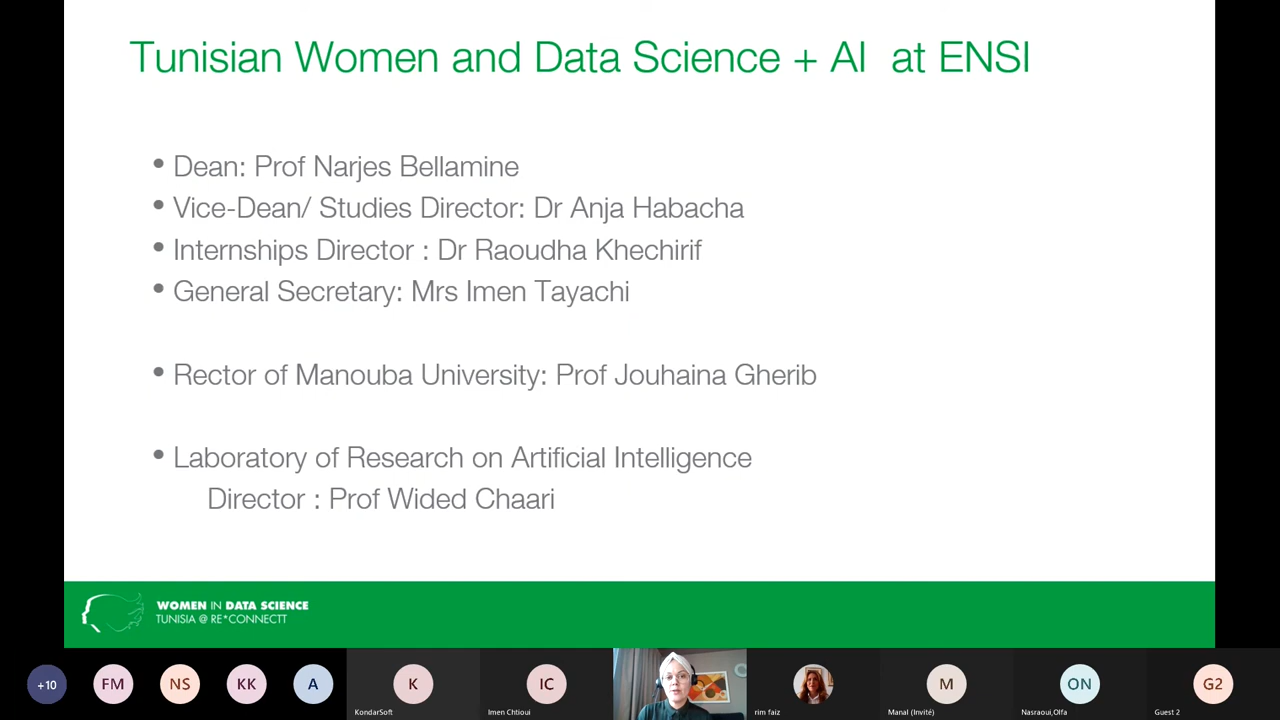 Tunisian Women and Data Science + AI at ENSI
• Dean: Prof Narjes Bellamine
• Vice-Dean/ Studies Director: Dr Anja Habacha
• Internships Director : Dr Raoudha Khechirif
• General Secretary: Mrs Imen Tayachi
• Rector of Manouba University: Prof Jouhaina Gherib
• Laboratory of Research on Artificial Intelligence
Director : Prof Wided Chaari
WOMEN IN DATA SCIENCE
TUNISIA @ RE*CONNECTT
+10 FM NS KK A K IC M ON G2
KondarSoft Imen Chtioui rim faiz Manal (Invité) Nasraoui,Olfa Guest 2